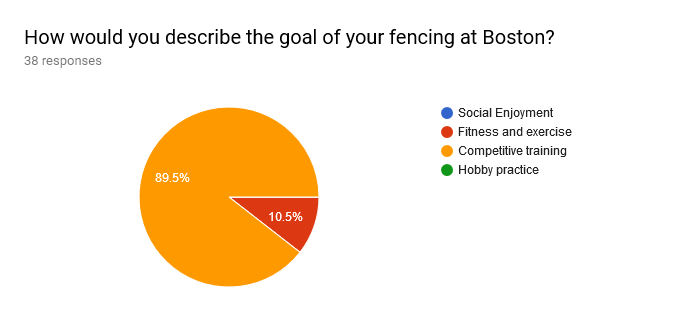 How would you describe the goal of your fencing at Boston?
38 responses
Social Enjoyment
Fitness and exercise
Competitive training
Hobby practice
89.5%
10.5%